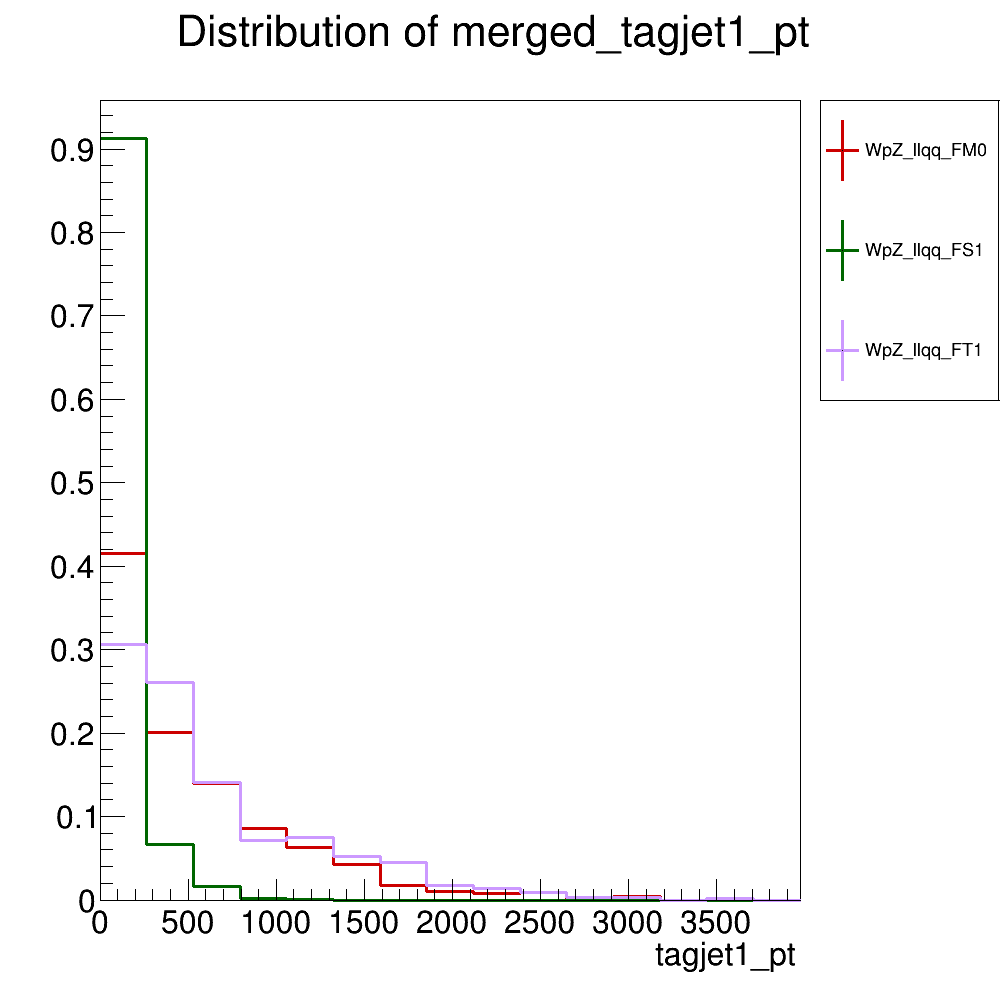 Distribution of merged_tagjet1_pt
0.9
0.8
0.7
0.6
0.5
0.4
0.3
0.2
0.1
0
0 500 1000 1500 2000 2500 3000 3500
tagjet1_pt
WpZ_llqq_FM0
WpZ_llqq_FS1
WpZ_llqq_FT1